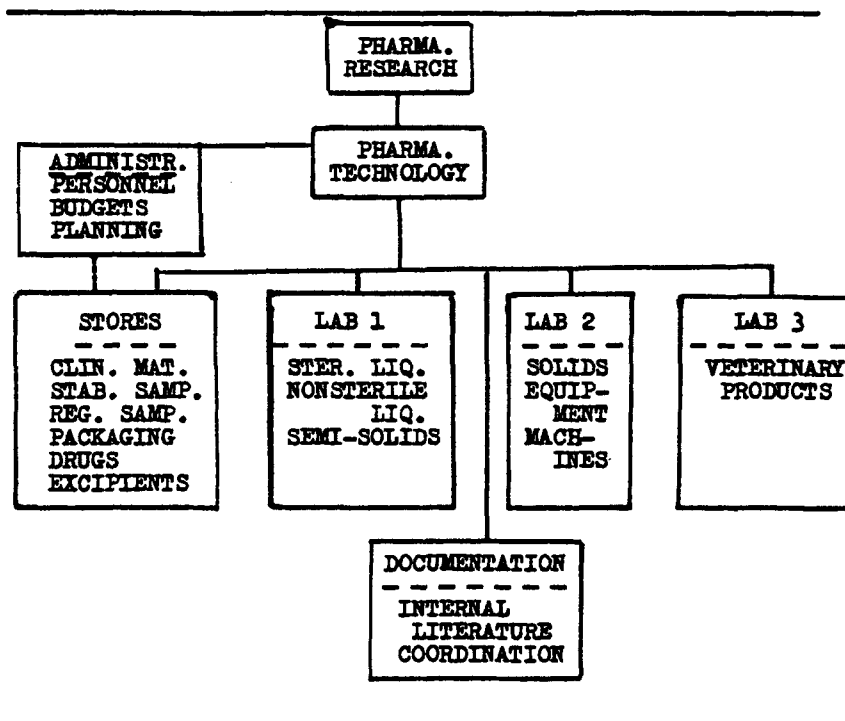 PHARMA.
RESEARCH
PHARMA.
TECHNOLOGY
ADMINISTR.
PERSONNEL
BUDGETS
PLANNING
STORES
CLIN. MAT.
STAB. SAMP.
REG. SAMP.
PACKAGING
DRUGS
EXCIPIENTS
LAB 1
STER. LIQ.
NONSTERILE
LIQ.
SEMI-SOLIDS
LAB 2
SOLIDS
EQUIP-
MENT
MACH-
INES
LAB 3
VETERINARY
PRODUCTS
DOCUMENTATION
INTERNAL
LITERATURE
COORDINATION